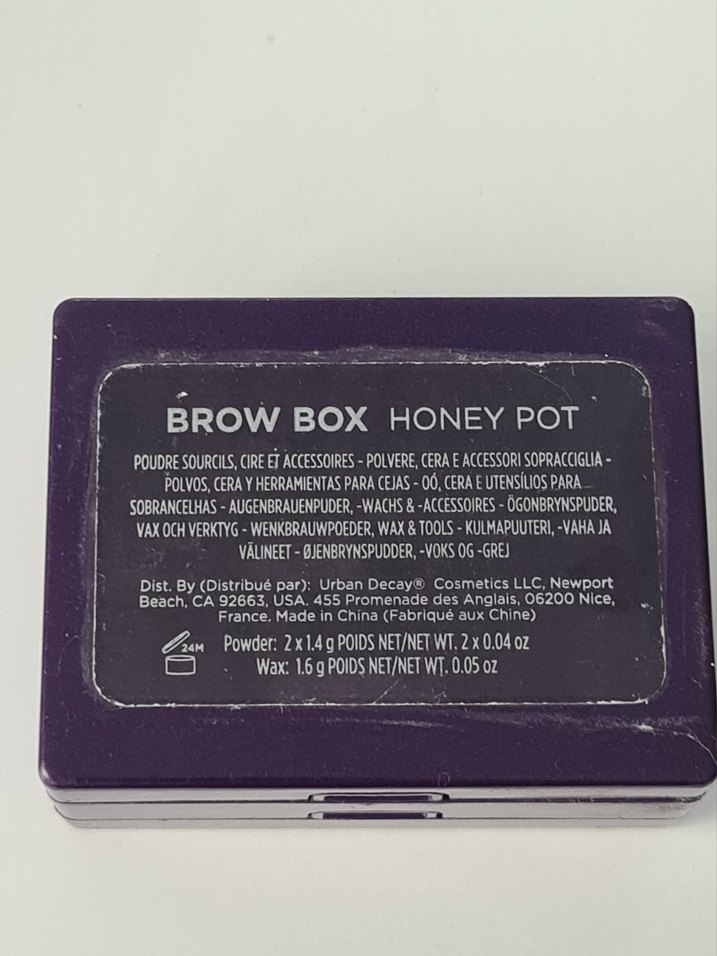 BROW BOX HONEY POT
POUDRE SOURCILS, CIRE ET ACCESSOIRES - POLVERE, CERA E ACCESSORI SOPRACCIGLIA -
POLVOS, CERA Y HERRAMIENTAS PARA CEJAS - OÓ, CERA E UTENSÍLIOS PARA
SOBRANCELHAS - AUGENBRAUENPUDER, -WACHS & -ACCESSOIRES - ÖGONBRYNSPUDER,
VAX OCH VERKTYG - WENKBRAUWPOEDER, WAX & TOOLS - KULMAPUUTERI, -VAHA JA
VÄLINEET - ØJENBRYNSPUDDER, -VOKS OG -GREJ
Dist. By (Distribué par): Urban Decay® Cosmetics LLC, Newport
Beach, CA 92663, USA. 455 Promenade des Anglais, 06200 Nice,
France. Made in China (Fabriqué aux Chine)
24M Powder: 2 x 1.4 g POIDS NET/NET WT. 2 x 0.04 oz
Wax: 1.6 g POIDS NET/NET WT. 0.05 oz